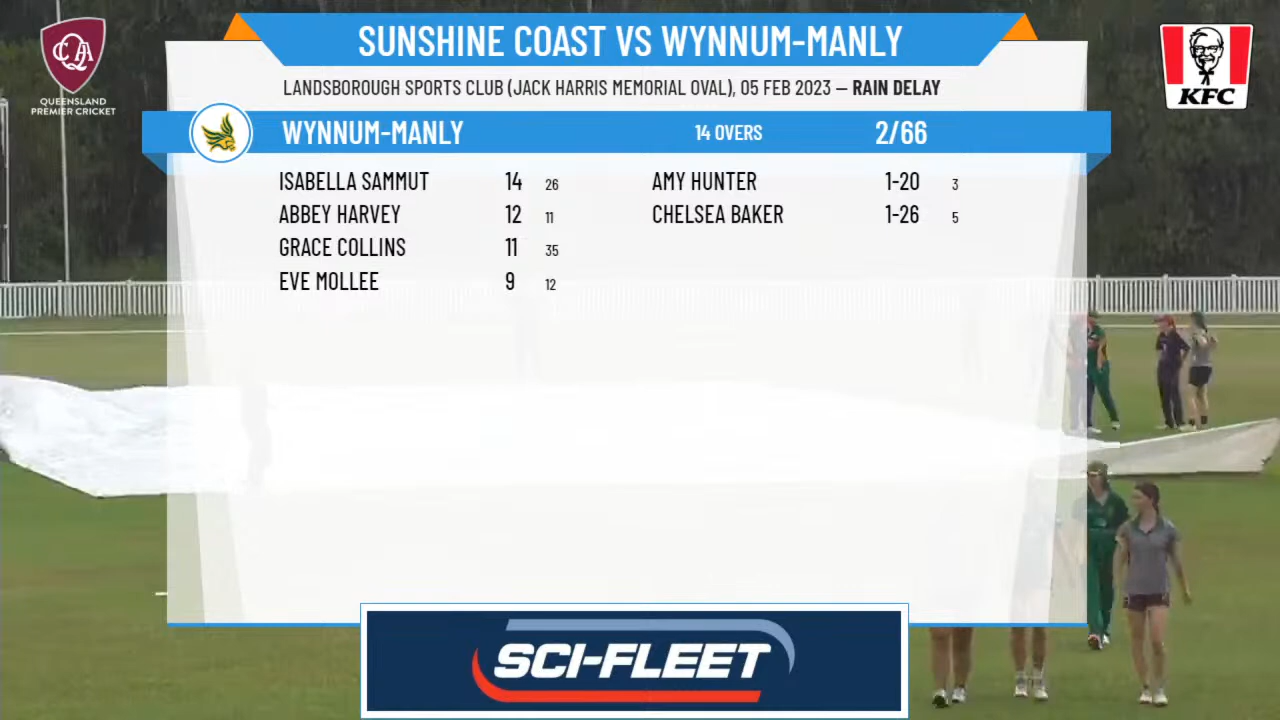 SUNSHINE COAST VS WYNNUM-MANLY
LANDSBOROUGH SPORTS CLUB (JACK HARRIS MEMORIAL OVAL), 05 FEB 2023 – RAIN DELAY
QUEENSLAND
PREMIER CRICKET
KFC
WYNNUM-MANLY 14 OVERS 2/66
ISABELLA SAMMUT 14 26 AMY HUNTER 1-20 3
ABBEY HARVEY 12 11 CHELSEA BAKER 1-26 5
GRACE COLLINS 11 35
EVE MOLLEE 9 12
SCI-FLEET